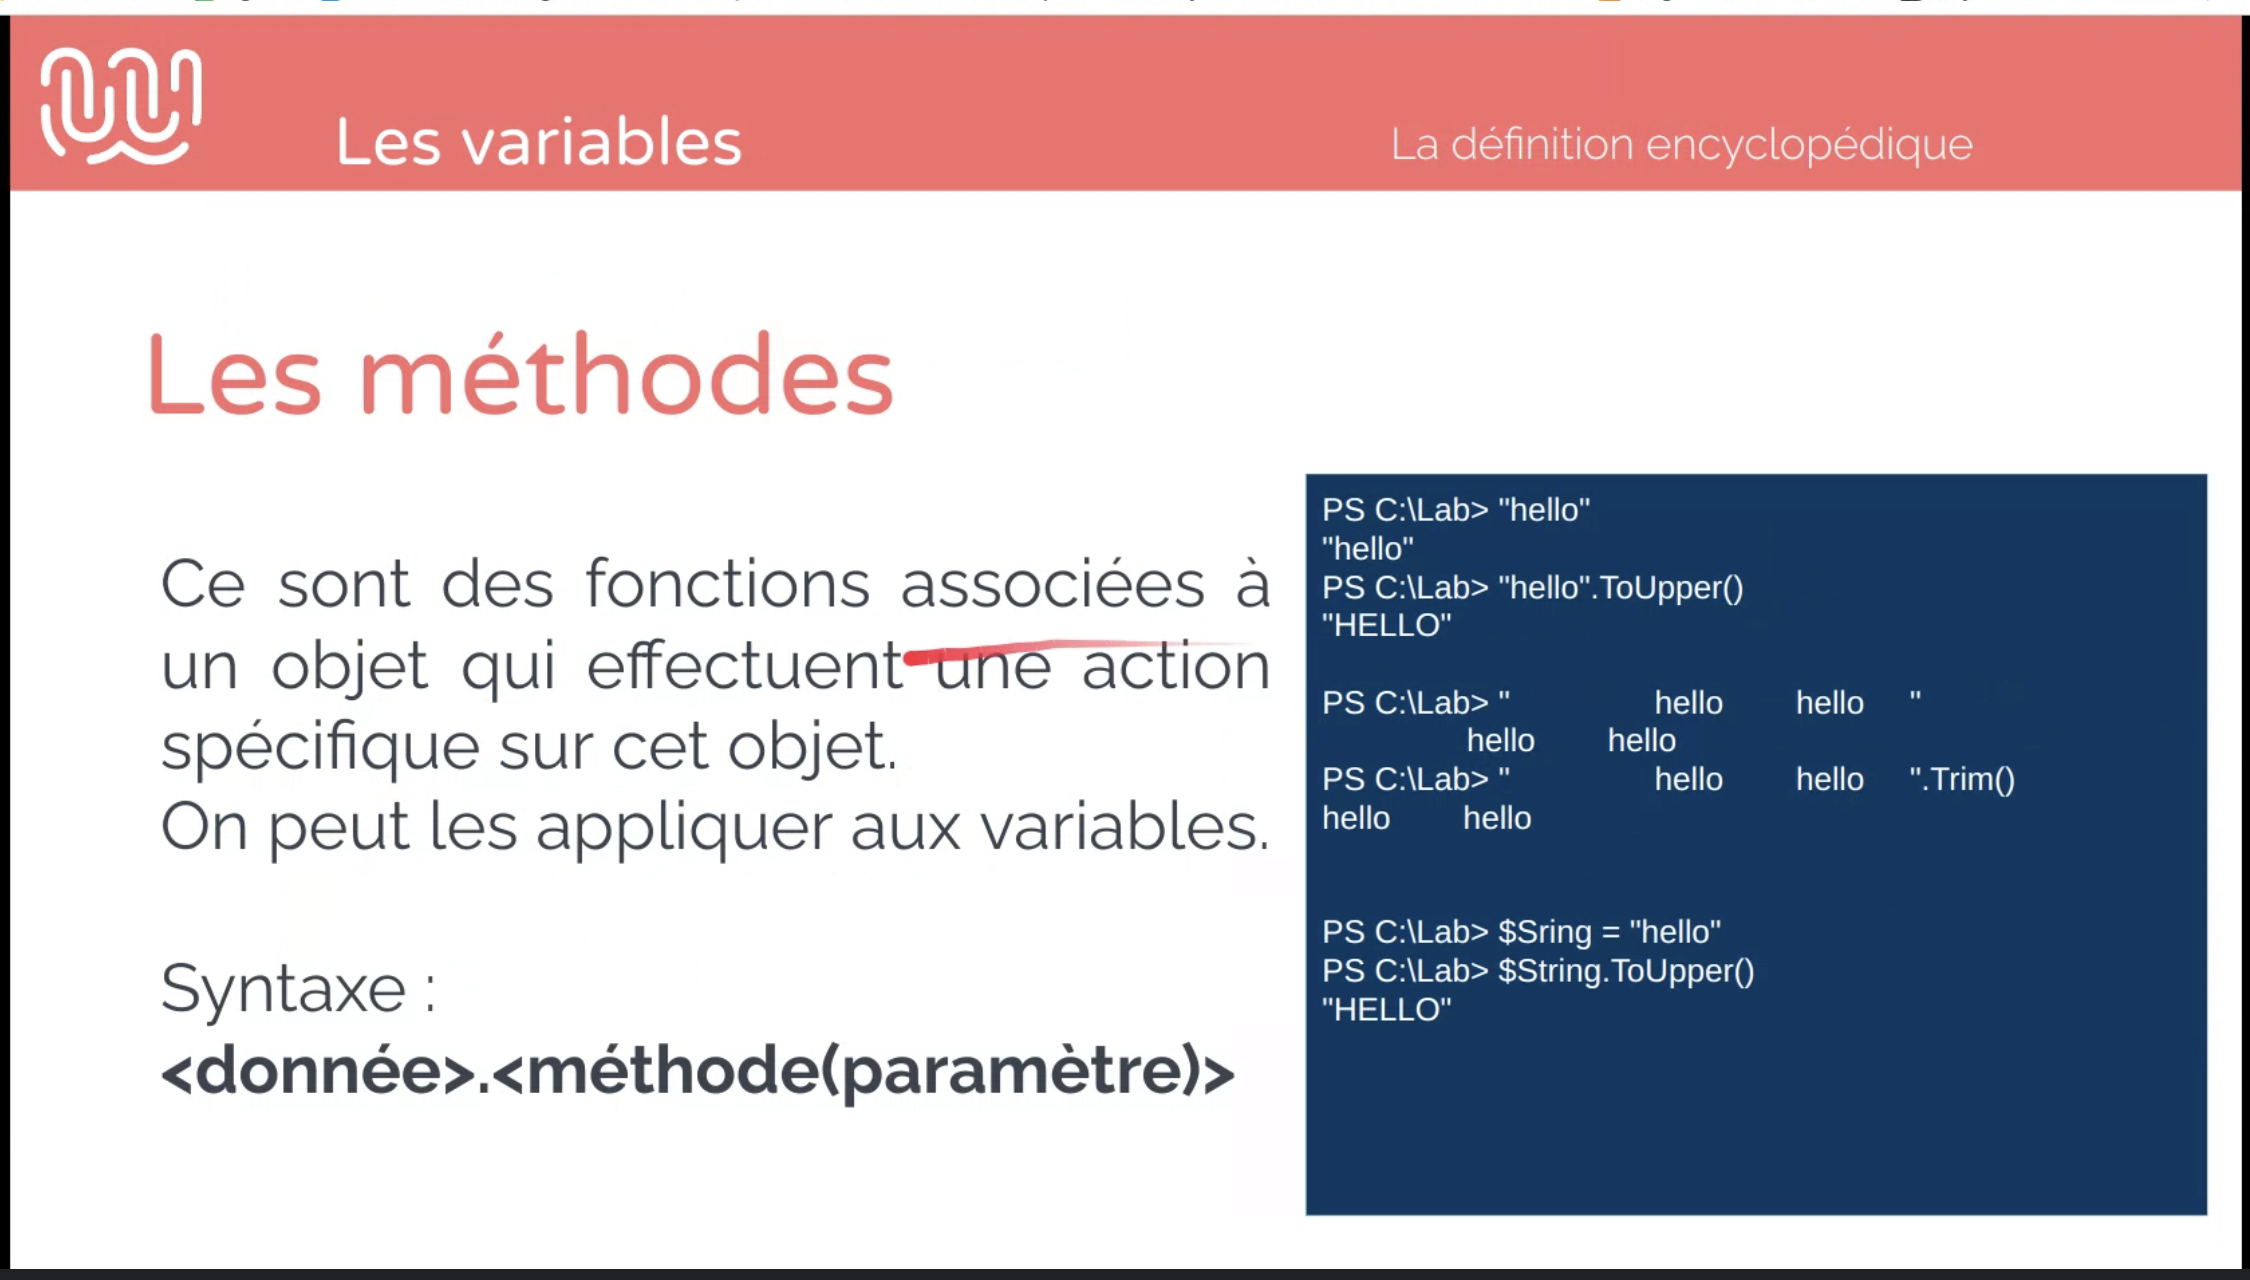 Les variables
La définition encyclopédique
Les méthodes
Ce sont des fonctions associées à
un objet qui effectuent une action
spécifique sur cet objet.
On peut les appliquer aux variables.
Syntaxe :
<donnée>.<méthode(paramètre)>
PS C:\Lab> "hello"
"hello"
PS C:\Lab> "hello".ToUpper()
"HELLO"
PS C:\Lab> "                hello        hello     "
                hello        hello
PS C:\Lab> "                hello        hello     ".Trim()
hello        hello
PS C:\Lab> $Sring = "hello"
PS C:\Lab> $String.ToUpper()
"HELLO"